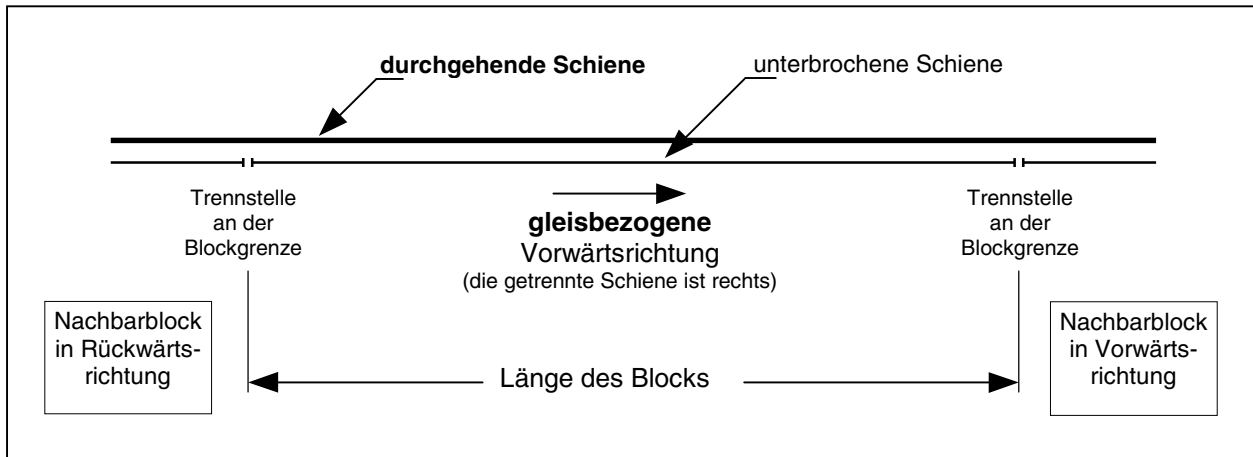 durchgehende Schiene
unterbrochene Schiene
Trennstelle
an der
Blockgrenze
gleisbezogene
Vorwärtsrichtung
(die getrennte Schiene ist rechts)
Trennstelle
an der
Blockgrenze
Nachbarblock
in Rückwärts-
richtung
Länge des Blocks
Nachbarblock
in Vorwärts-
richtung